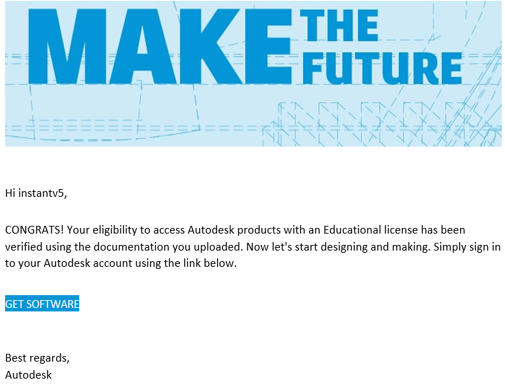 MAKE THE
FUTURE
Hi instantv5,
CONGRATS! Your eligibility to access Autodesk products with an Educational license has been
verified using the documentation you uploaded. Now let's start designing and making. Simply sign in
to your Autodesk account using the link below.
GET SOFTWARE
Best regards,
Autodesk